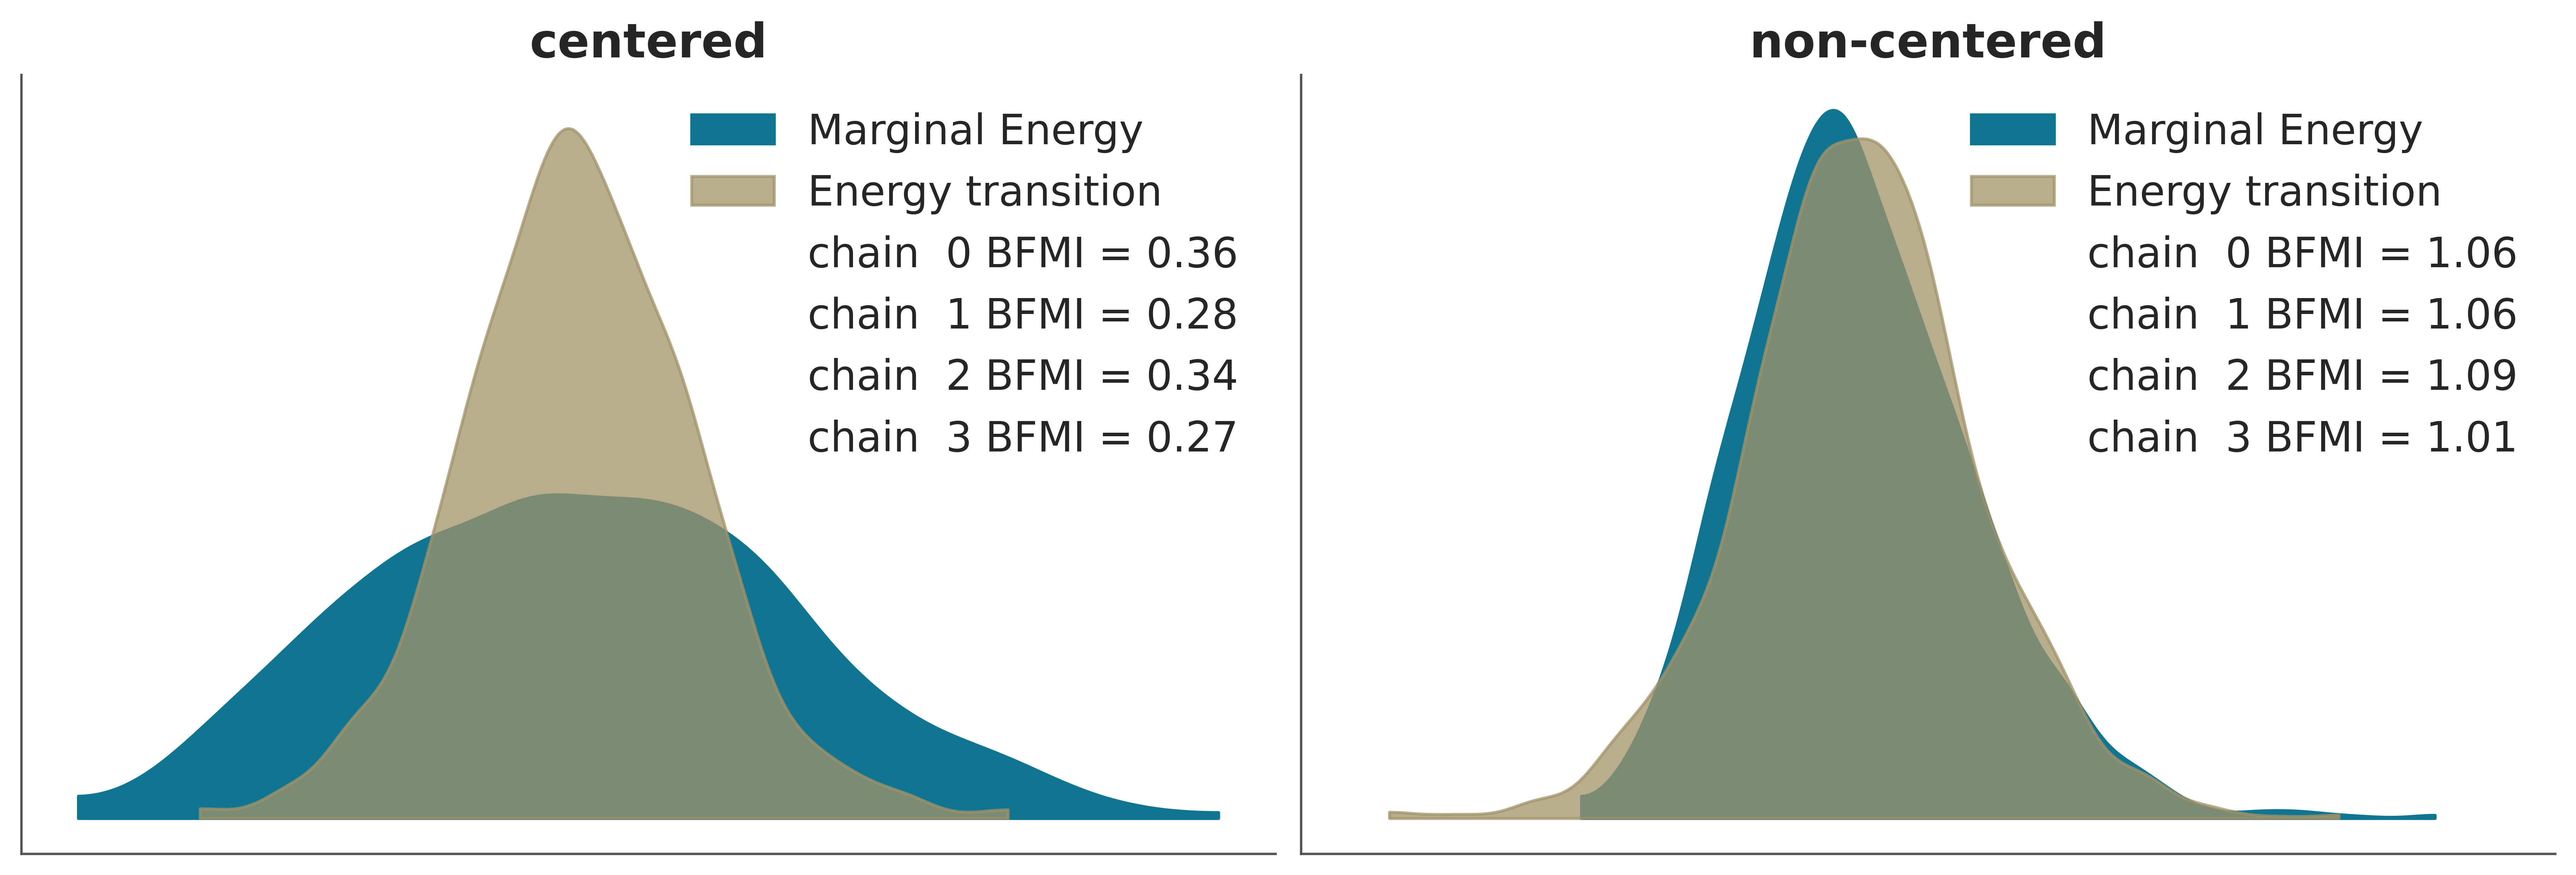 centered
Marginal Energy
Energy transition
chain  0 BFMI = 0.36
chain  1 BFMI = 0.28
chain  2 BFMI = 0.34
chain  3 BFMI = 0.27
non-centered
Marginal Energy
Energy transition
chain  0 BFMI = 1.06
chain  1 BFMI = 1.06
chain  2 BFMI = 1.09
chain  3 BFMI = 1.01